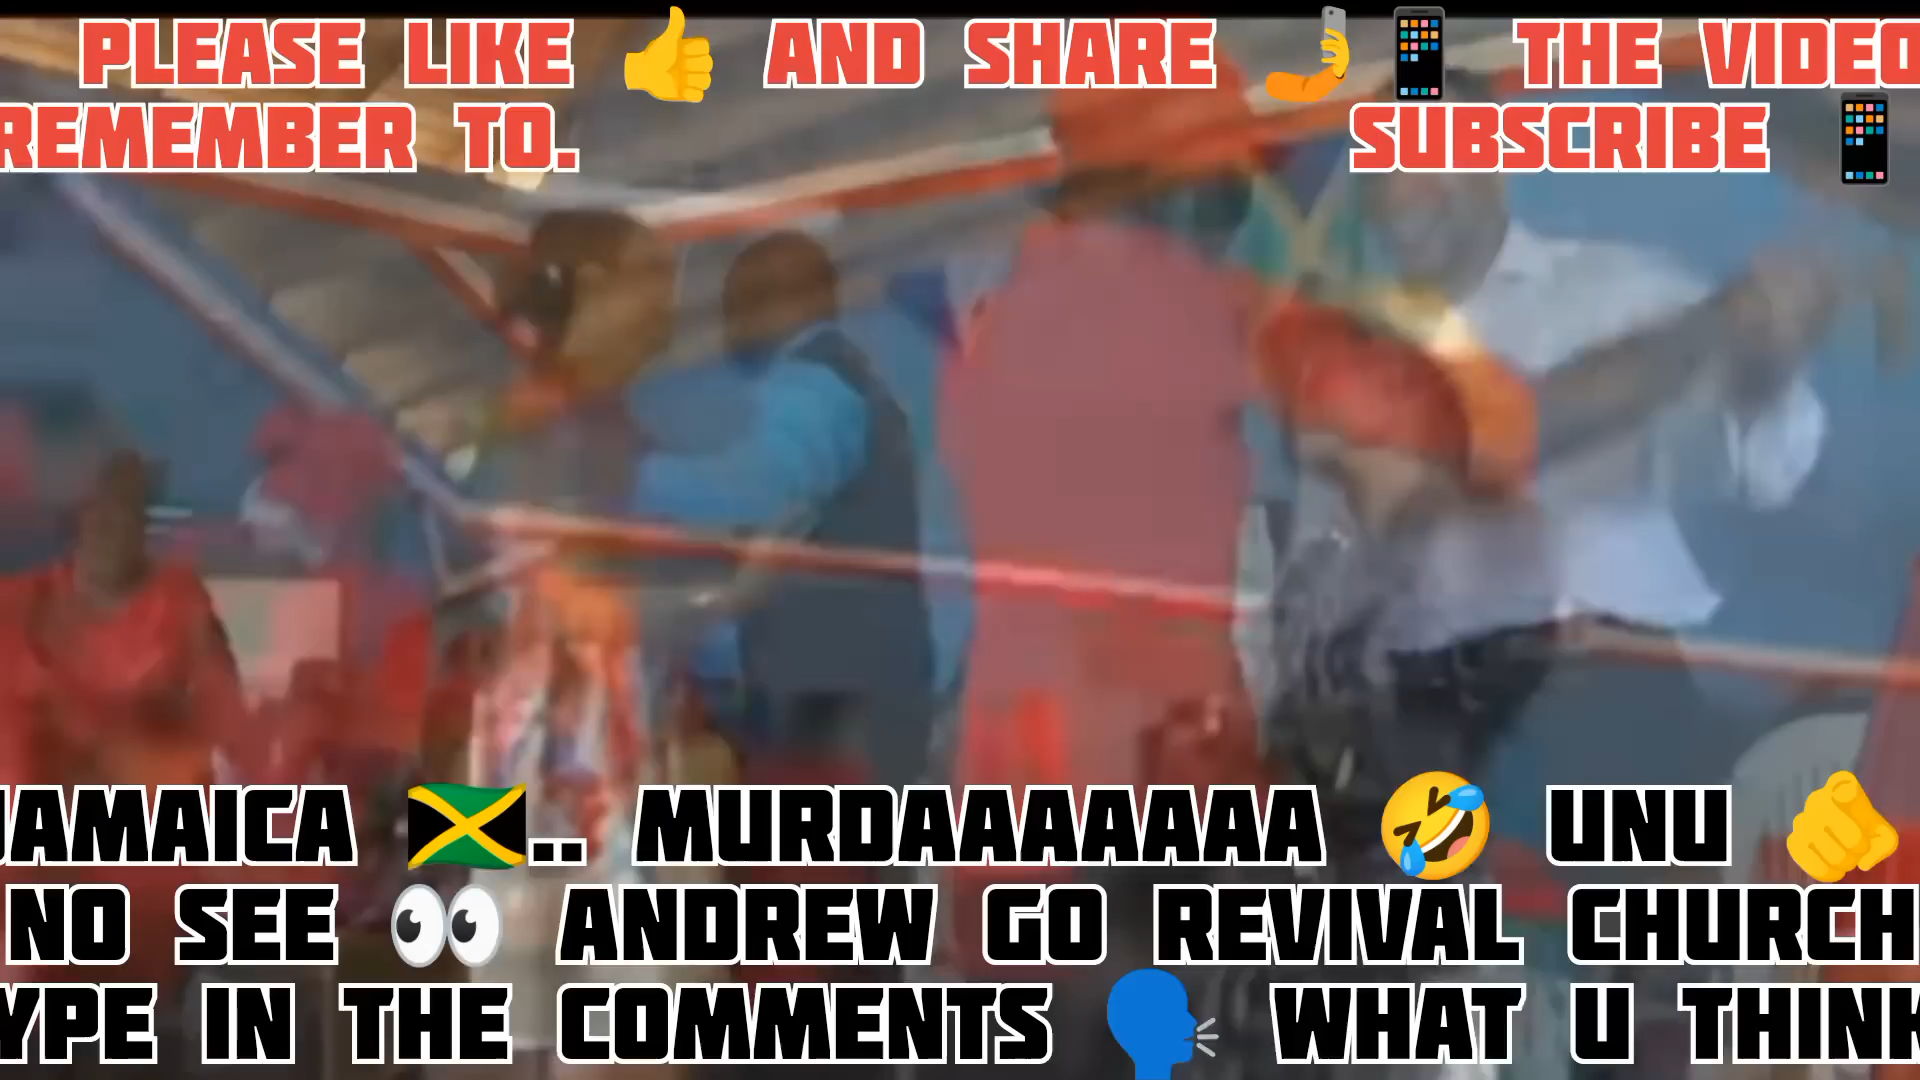 PLEASE LIKE 👍 AND SHARE 🤳📱 THE VIDEO
REMEMBER TO. SUBSCRIBE 📱
JAMAICA 🇯🇲.. MURDAAAAAAA 🤣 UNU 🫵
NO SEE 👀 ANDREW GO REVIVAL CHURCH
YPE IN THE COMMENTS 🗣️ WHAT U THINK